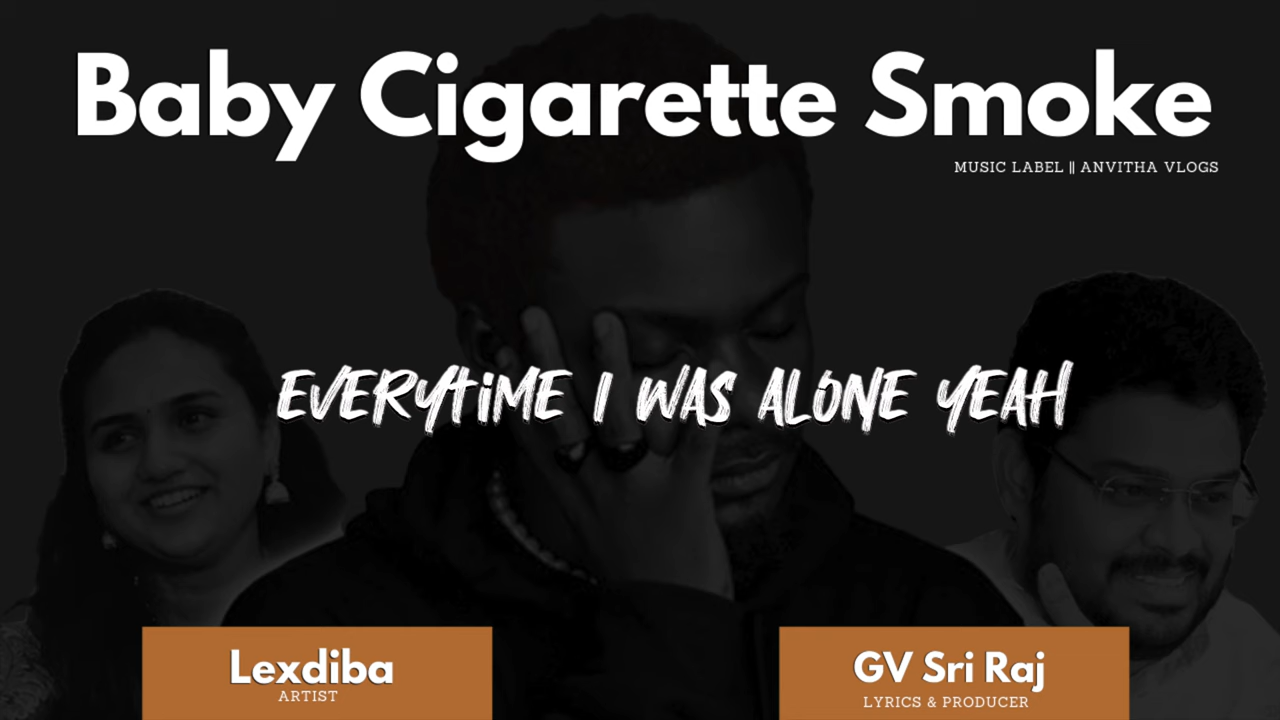 Baby Cigarette Smoke
MUSIC LABEL || ANVITHA VLOGS
EVERYTiME I WAS ALONE YEAH
Lexdiba
ARTIST
GV Sri Raj
LYRICS & PRODUCER